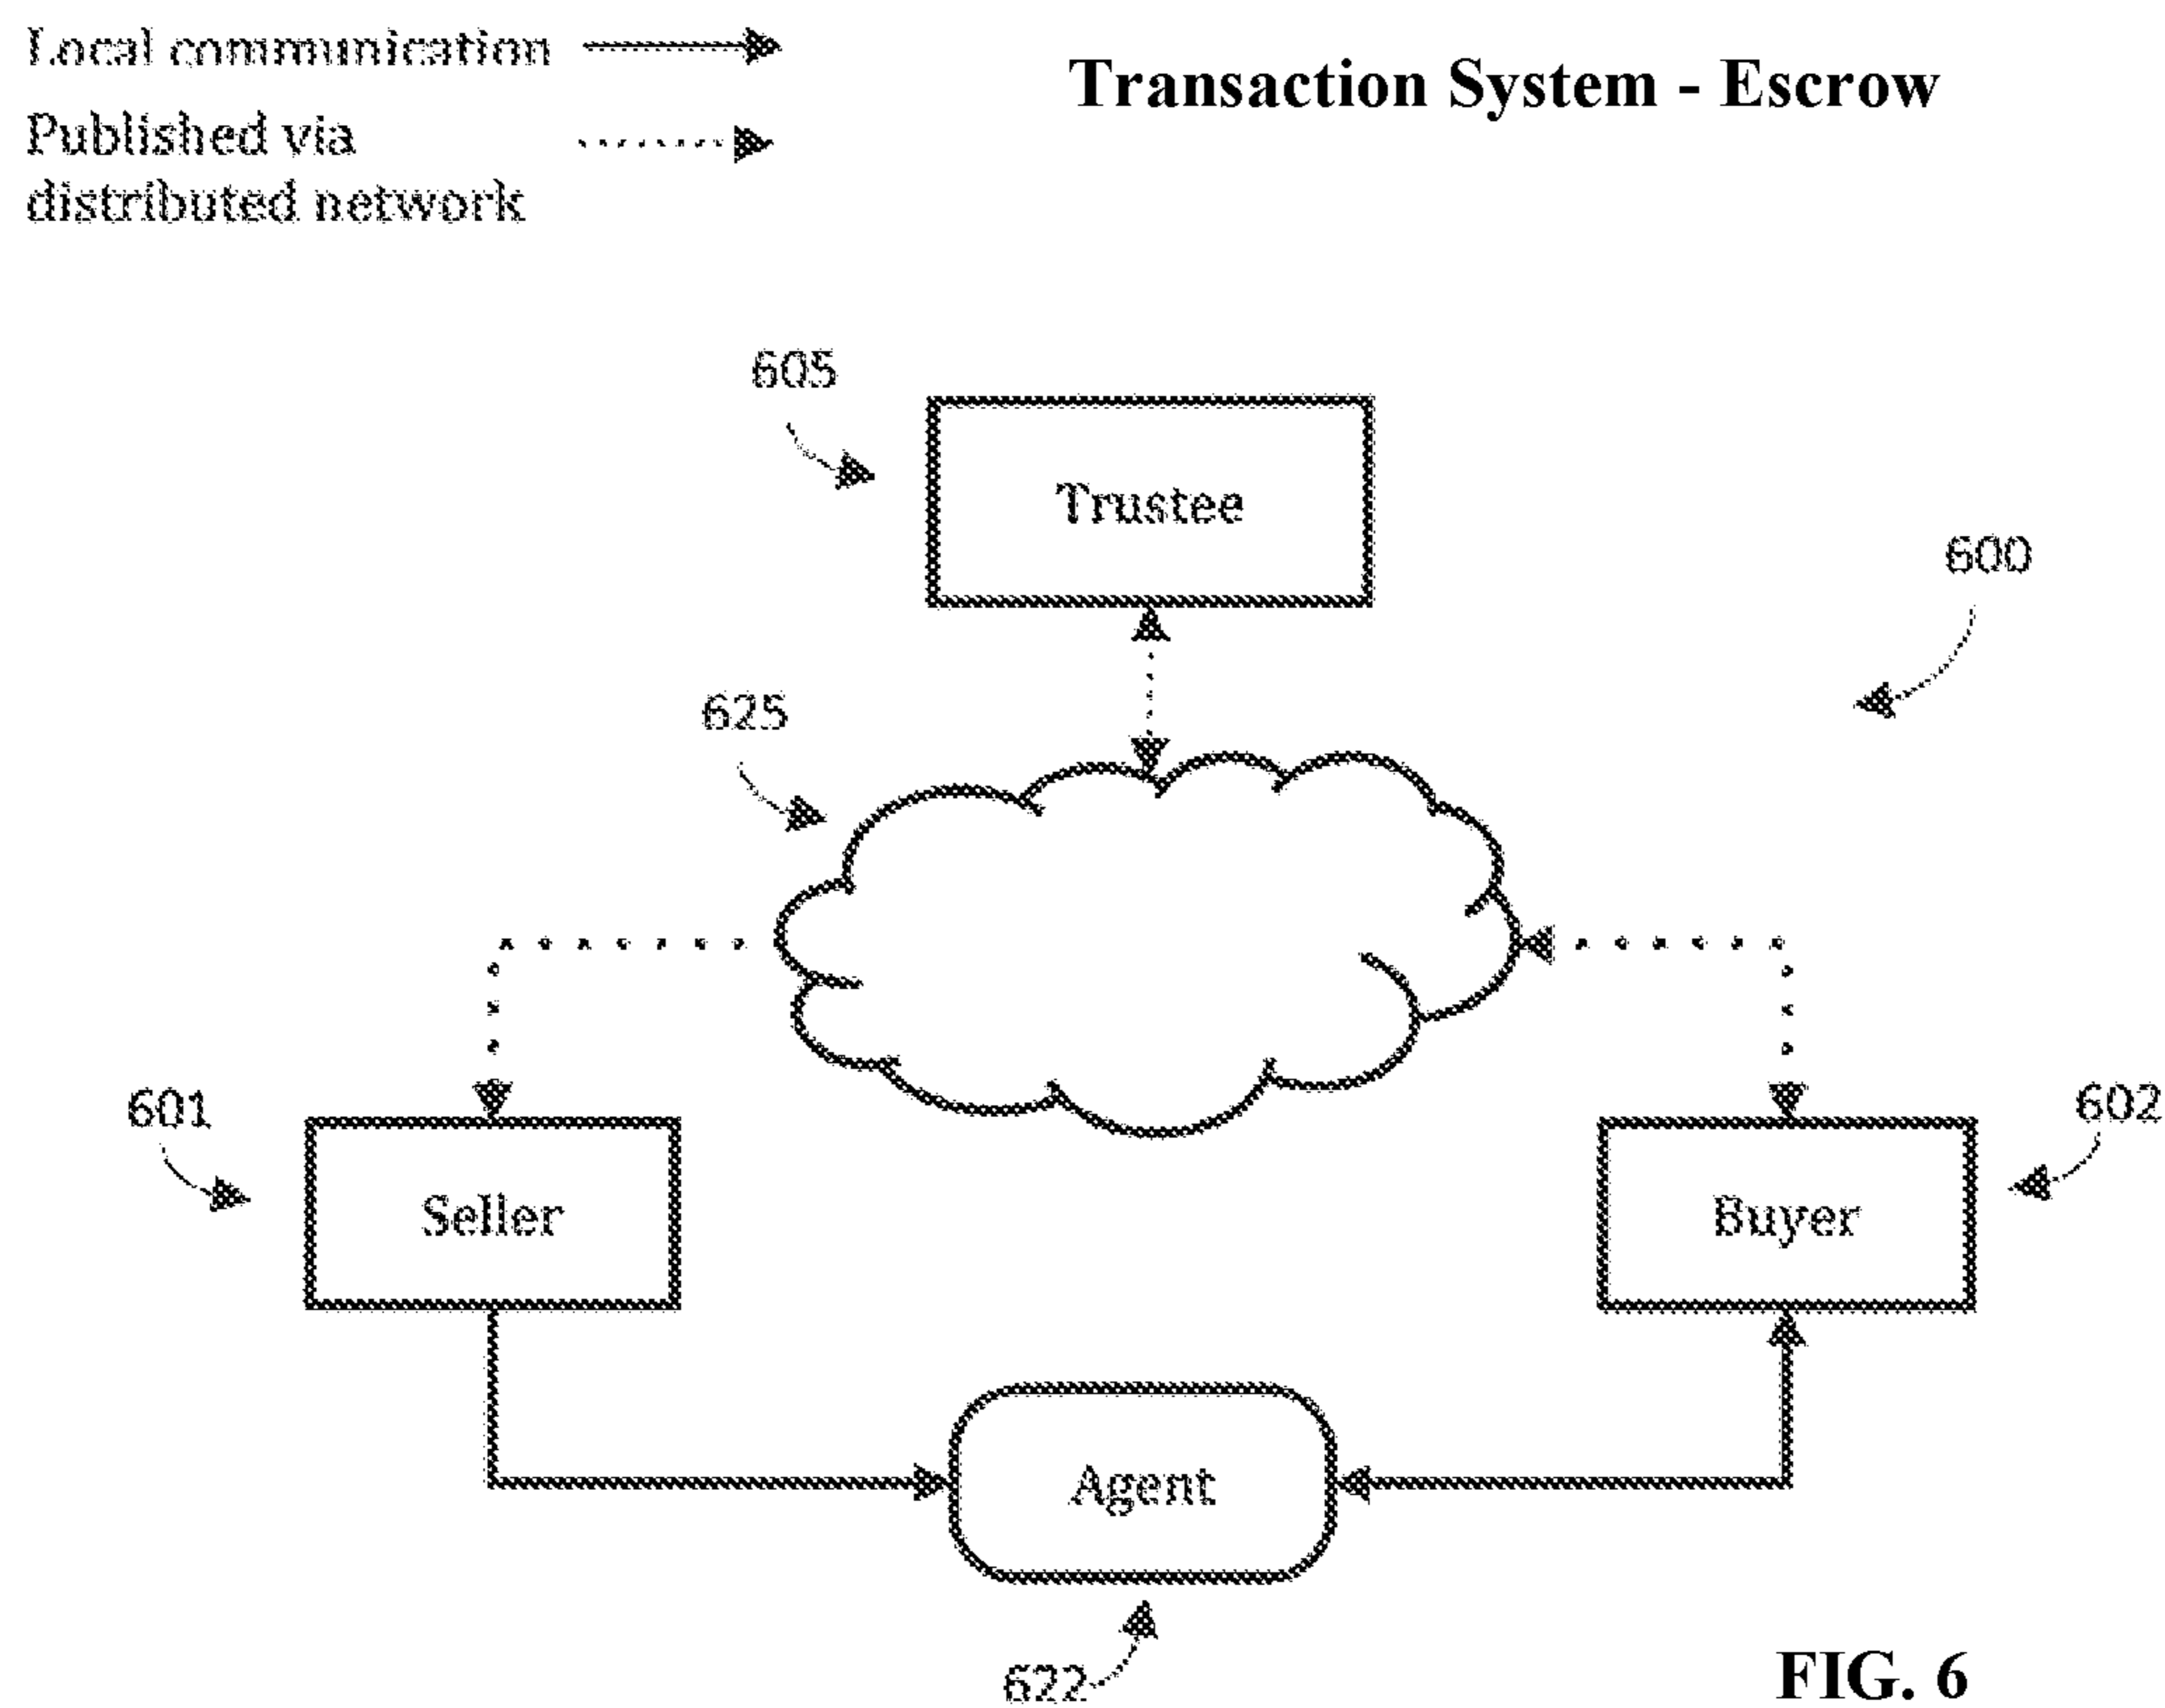 Local communication
Transaction System - Escrow
Published via
distributed network
605
Trustee
600
625
601
602
Seller
Buyer
Agent
622
FIG. 6